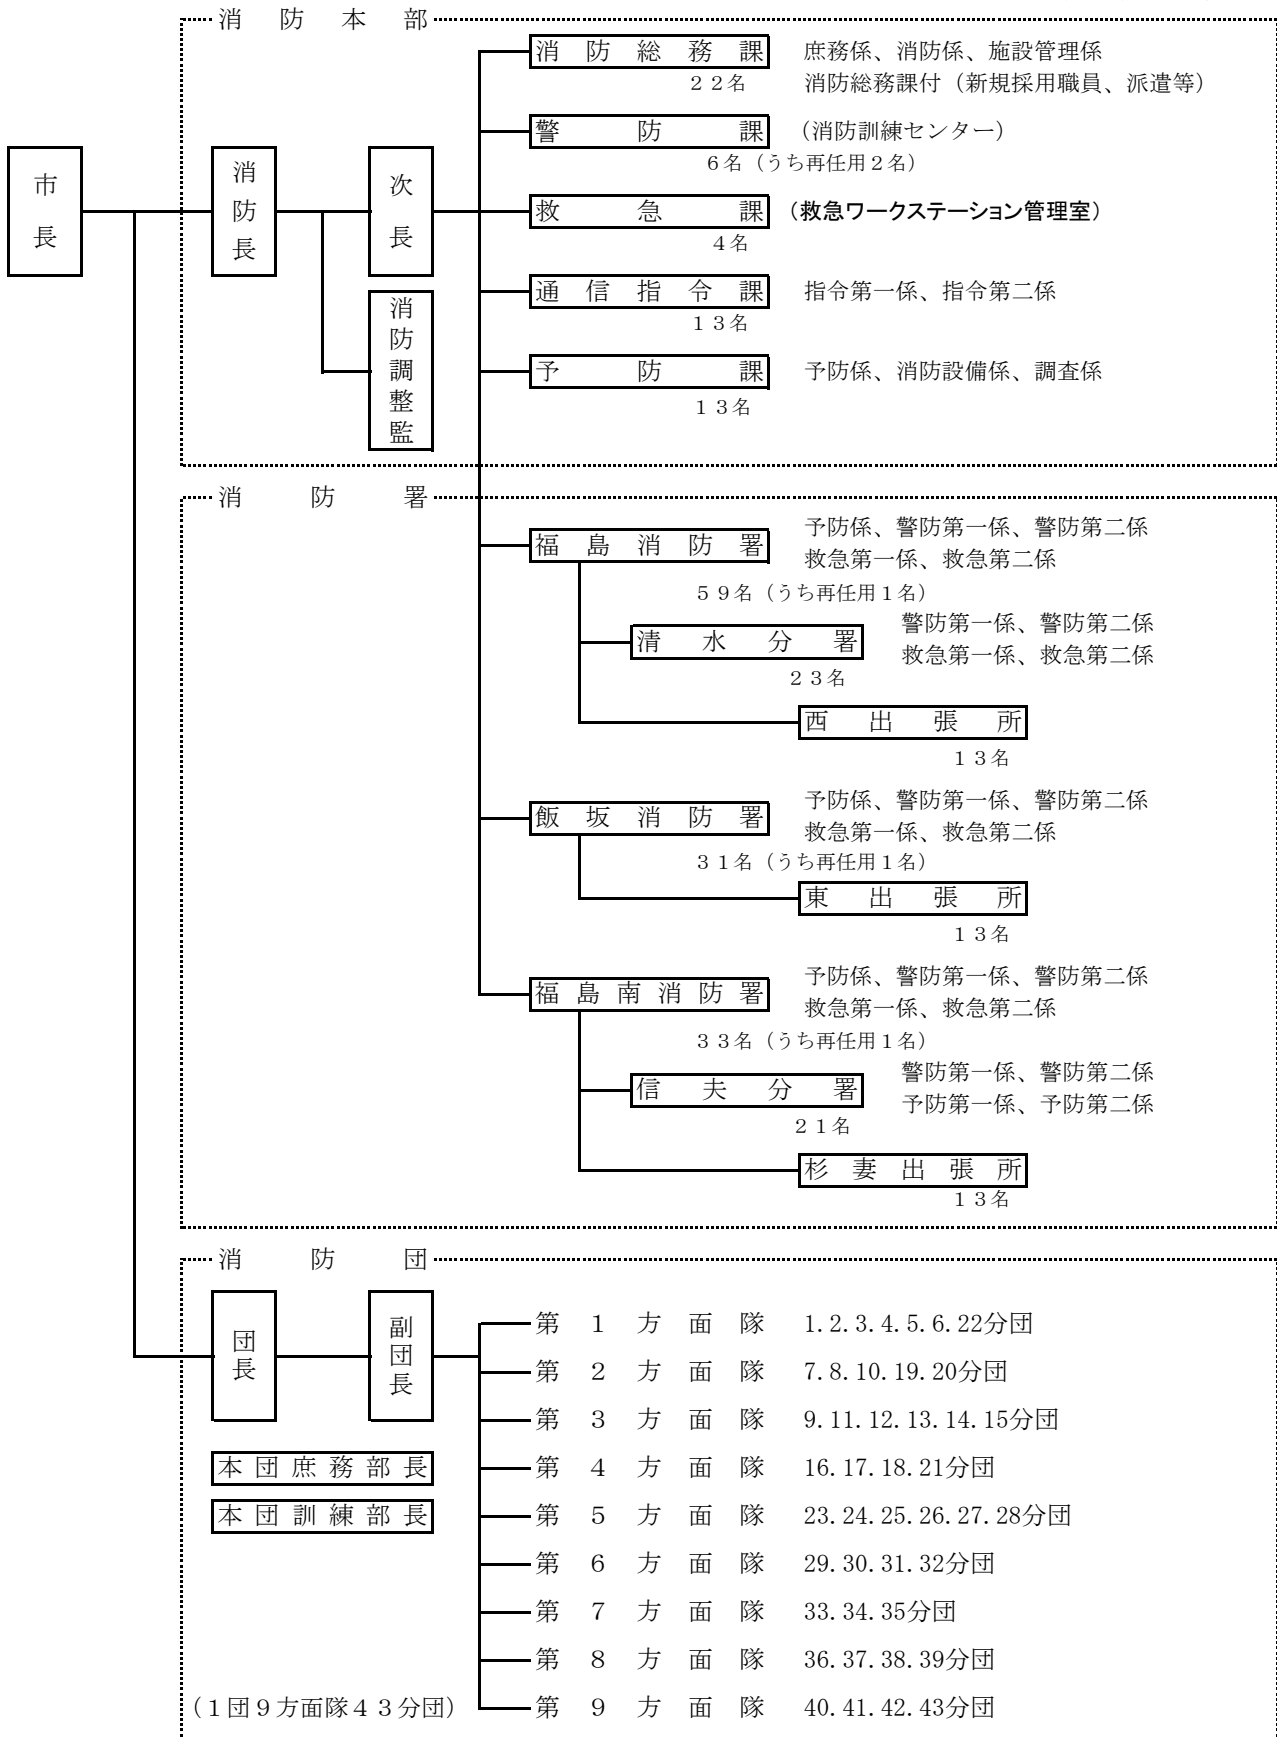 消防本部
消防総務課 庶務係、消防係、施設管理係
22名 消防総務課付（新規採用職員、派遣等）
警防課 （消防訓練センター）
6名（うち再任用2名）
市長
消防長
次長
救急課 （救急ワークステーション管理室）
4名
通信指令課 指令第一係、指令第二係
13名
消防調整監
予防課 予防係、消防設備係、調査係
13名
消防署
福島消防署 予防係、警防第一係、警防第二係
救急第一係、救急第二係
59名（うち再任用1名）
清水分署 警防第一係、警防第二係
救急第一係、救急第二係
23名
西出張所
13名
飯坂消防署 予防係、警防第一係、警防第二係
救急第一係、救急第二係
31名（うち再任用1名）
東出張所
13名
福島南消防署 予防係、警防第一係、警防第二係
救急第一係、救急第二係
33名（うち再任用1名）
信夫分署 警防第一係、警防第二係
予防第一係、予防第二係
21名
杉妻出張所
13名
消防団
団長
副団長
第1方面隊 1.2.3.4.5.6.22分団
第2方面隊 7.8.10.19.20分団
第3方面隊 9.11.12.13.14.15分団
本団庶務部長
第4方面隊 16.17.18.21分団
本団訓練部長
第5方面隊 23.24.25.26.27.28分団
第6方面隊 29.30.31.32分団
第7方面隊 33.34.35分団
第8方面隊 36.37.38.39分団
（1団9方面隊43分団） 第9方面隊 40.41.42.43分団